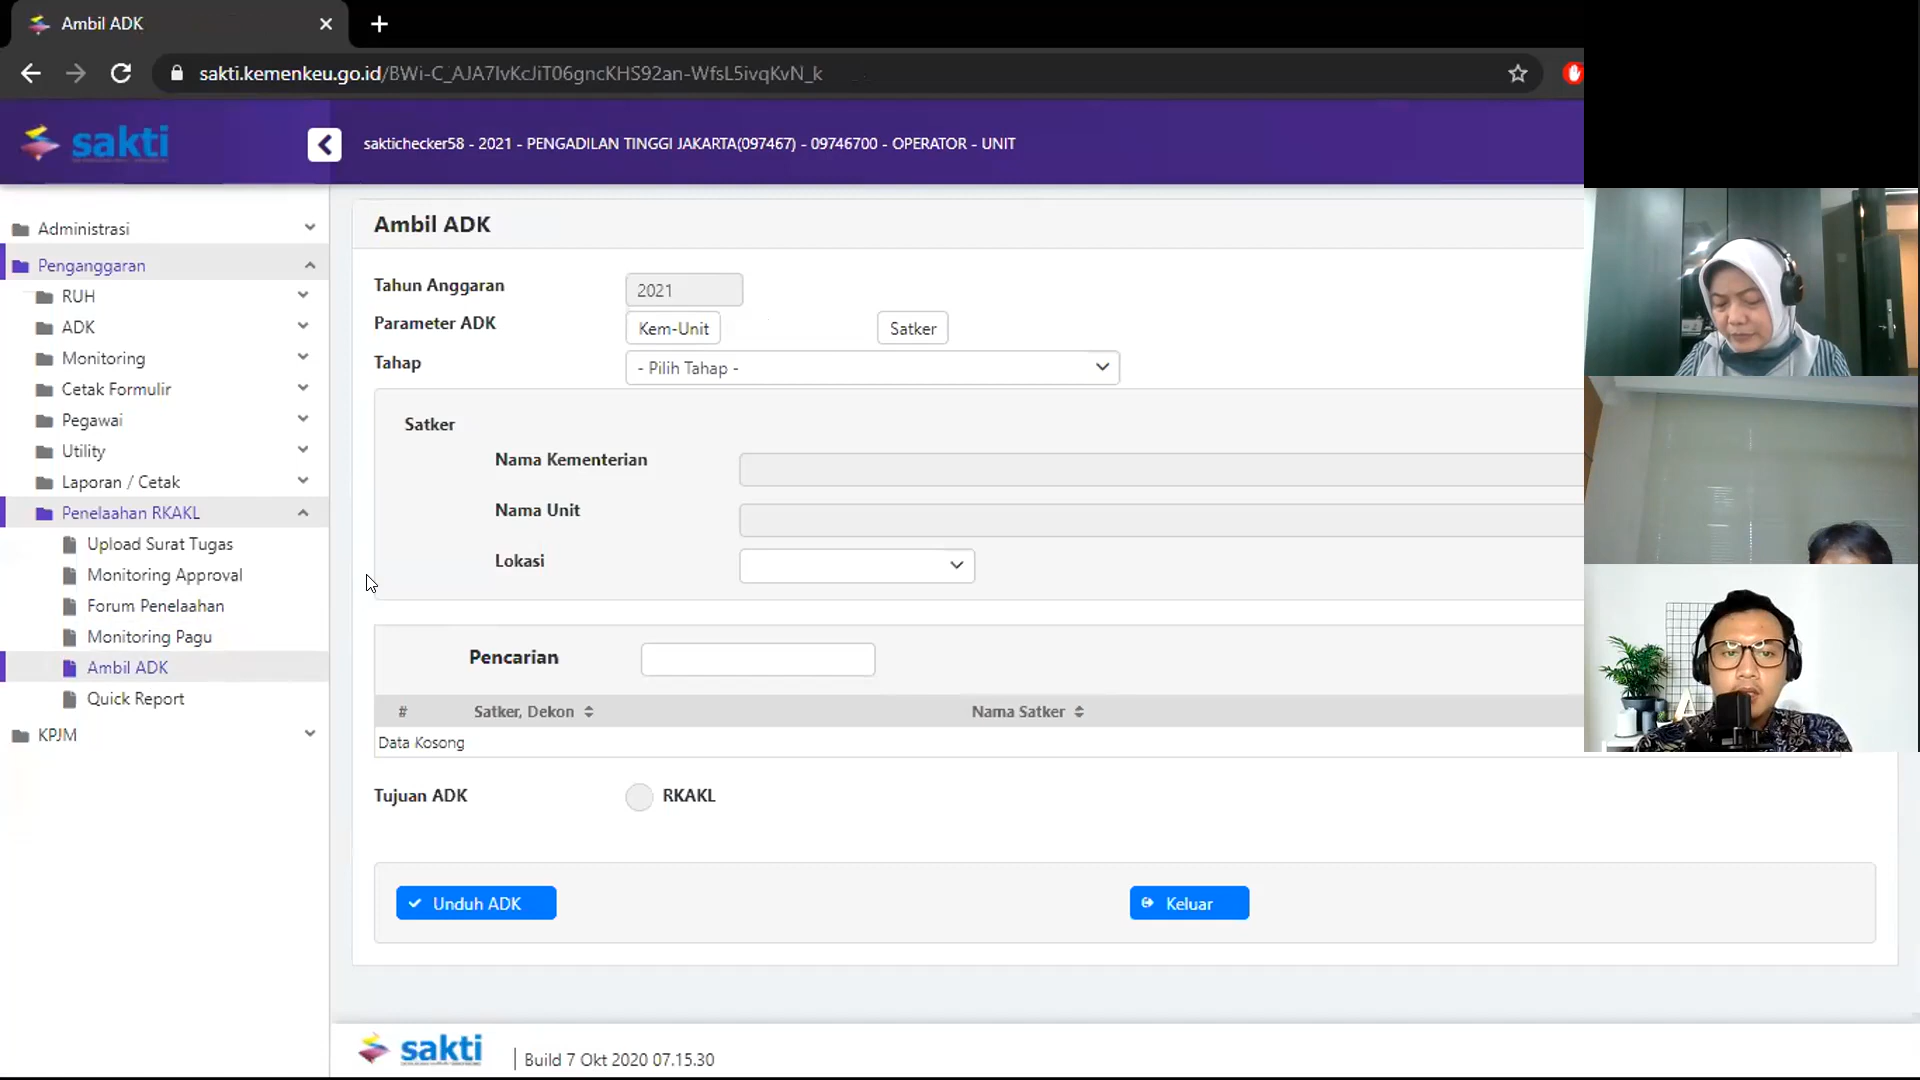 Ambil ADK
sakti.kemenkeu.go.id/BWi-C_AJA7IvKcJiT06gncKHS92an-WfsL5ivqKvN_k
sakti
saktichecker58 - 2021 - PENGADILAN TINGGI JAKARTA(097467) - 09746700 - OPERATOR - UNIT
Administrasi
Penganggaran
RUH
ADK
Monitoring
Cetak Formulir
Pegawai
Utility
Laporan / Cetak
Penelaahan RKAKL
Upload Surat Tugas
Monitoring Approval
Forum Penelaahan
Monitoring Pagu
Ambil ADK
Quick Report
KPJM
Ambil ADK
Tahun Anggaran 2021
Parameter ADK Kem-Unit Satker
Tahap - Pilih Tahap -
Satker
Nama Kementerian
Nama Unit
Lokasi
Pencarian
# Satker, Dekon Nama Satker
Data Kosong
Tujuan ADK RKAKL
Unduh ADK Keluar
sakti | Build 7 Okt 2020 07.15.30